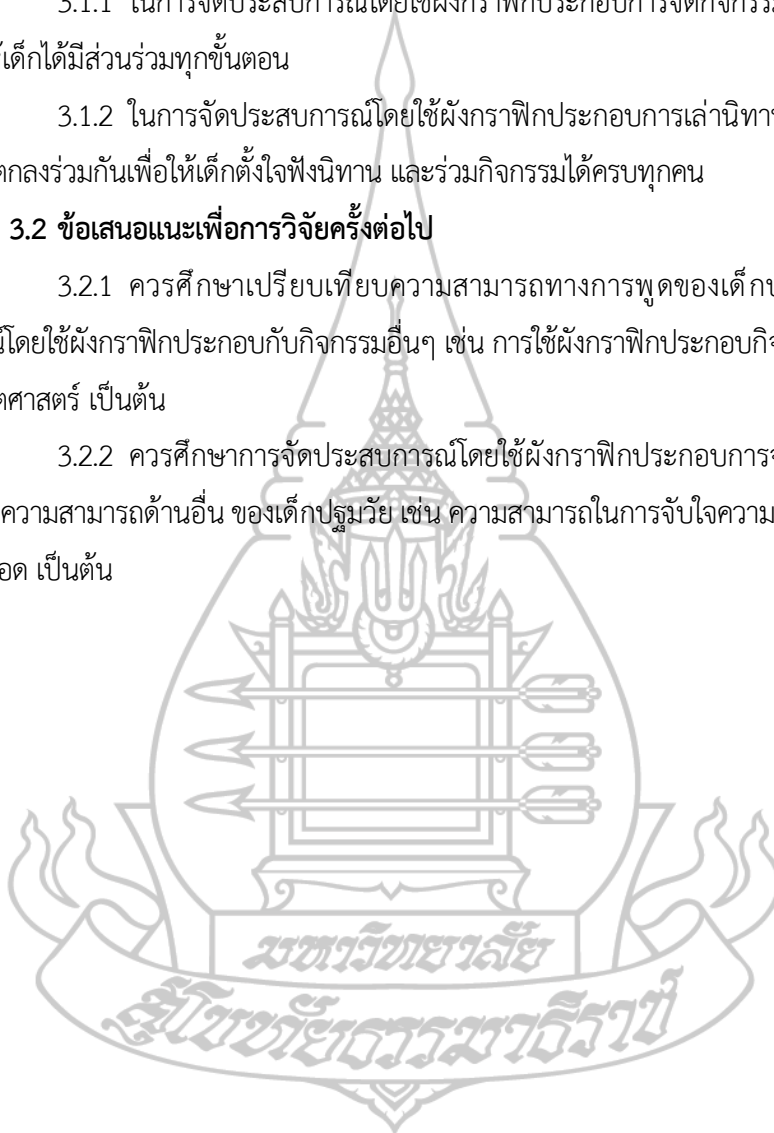 3.1.1 ในการจัดประสบการณ์โดยใช้ผังกราฟิกประกอบการจัดกิจกรรม
ห้เด็กได้มีส่วนร่วมทุกขั้นตอน
3.1.2 ในการจัดประสบการณ์โดยใช้ผังกราฟิกประกอบการเล่านิทาน
ตกลงร่วมกันเพื่อให้เด็กตั้งใจฟังนิทาน และร่วมกิจกรรมได้ครบทุกคน
3.2 ข้อเสนอแนะเพื่อการวิจัยครั้งต่อไป
3.2.1 ควรศึกษาเปรียบเทียบความสามารถทางการพูดของเด็กป
ณ์โดยใช้ผังกราฟิกประกอบกับกิจกรรมอื่นๆ เช่น การใช้ผังกราฟิกประกอบกิจ
ตศาสตร์ เป็นต้น
3.2.2 ควรศึกษาการจัดประสบการณ์โดยใช้ผังกราฟิกประกอบการจ
ความสามารถด้านอื่น ของเด็กปฐมวัย เช่น ความสามารถในการจับใจความ
อด เป็นต้น
มหาวิทยาลัย
สุโขทัยธรรมาธิราช